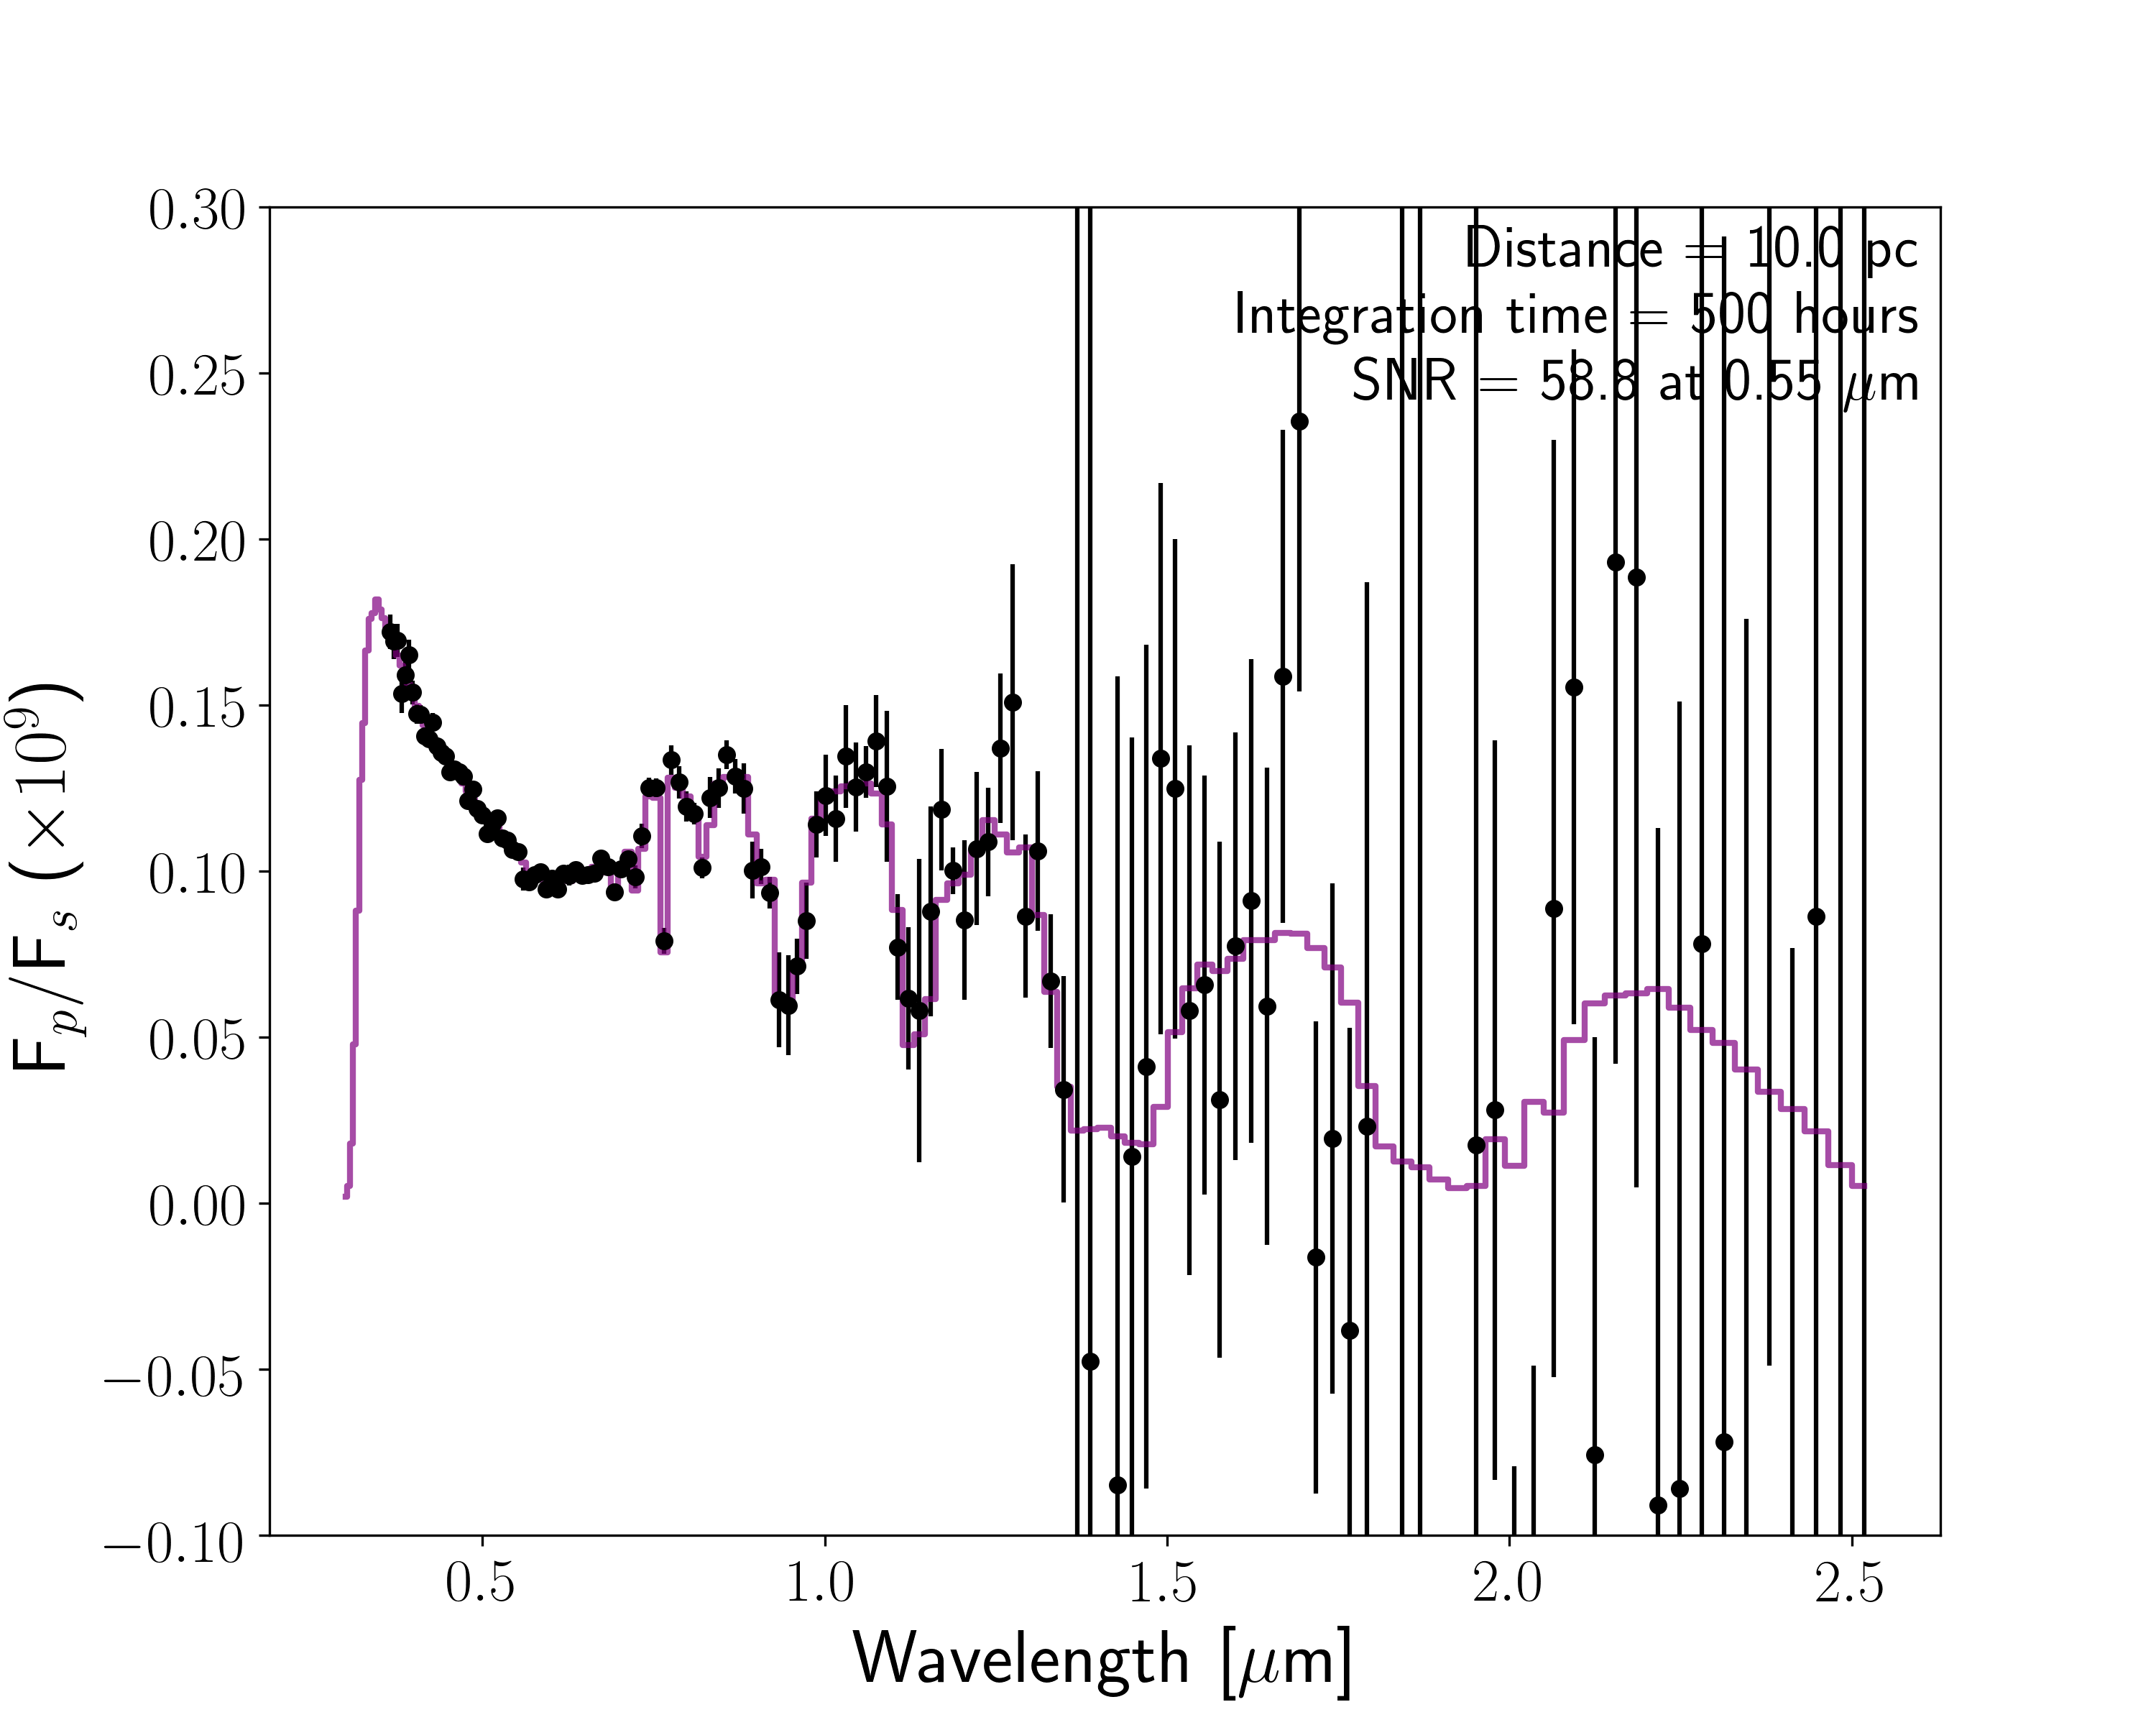 0.30
0.25
0.20
0.15
0.10
0.05
0.00
−0.05
−0.10
F_p/F_s (×10⁹)
Distance = 10.0 pc
Integration time = 500 hours
SNR = 58.8 at 0.55 μm
0.5 1.0 1.5 2.0 2.5
Wavelength [μm]